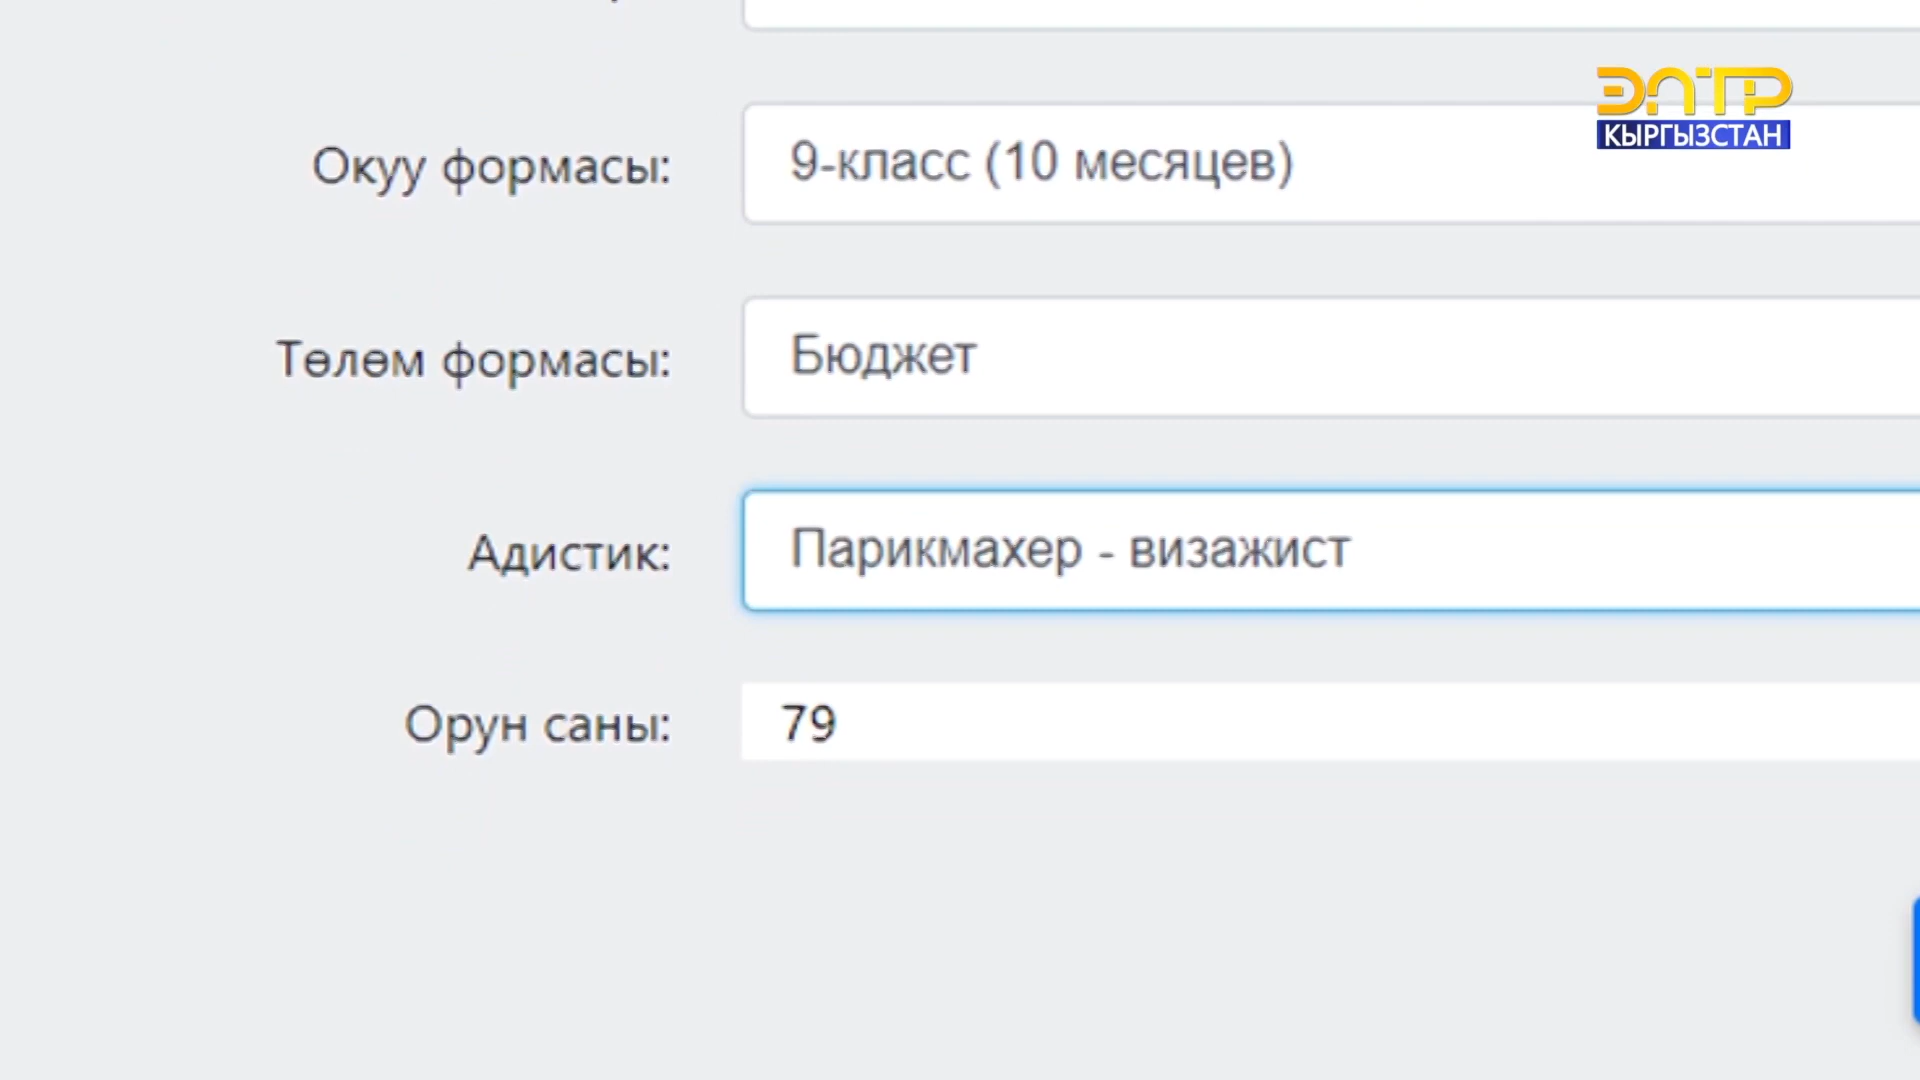 ЭЛТР
КЫРГЫЗСТАН
Окуу формасы: 9-класс (10 месяцев)
Төлөм формасы: Бюджет
Адистик: Парикмахер - визажист
Орун саны: 79